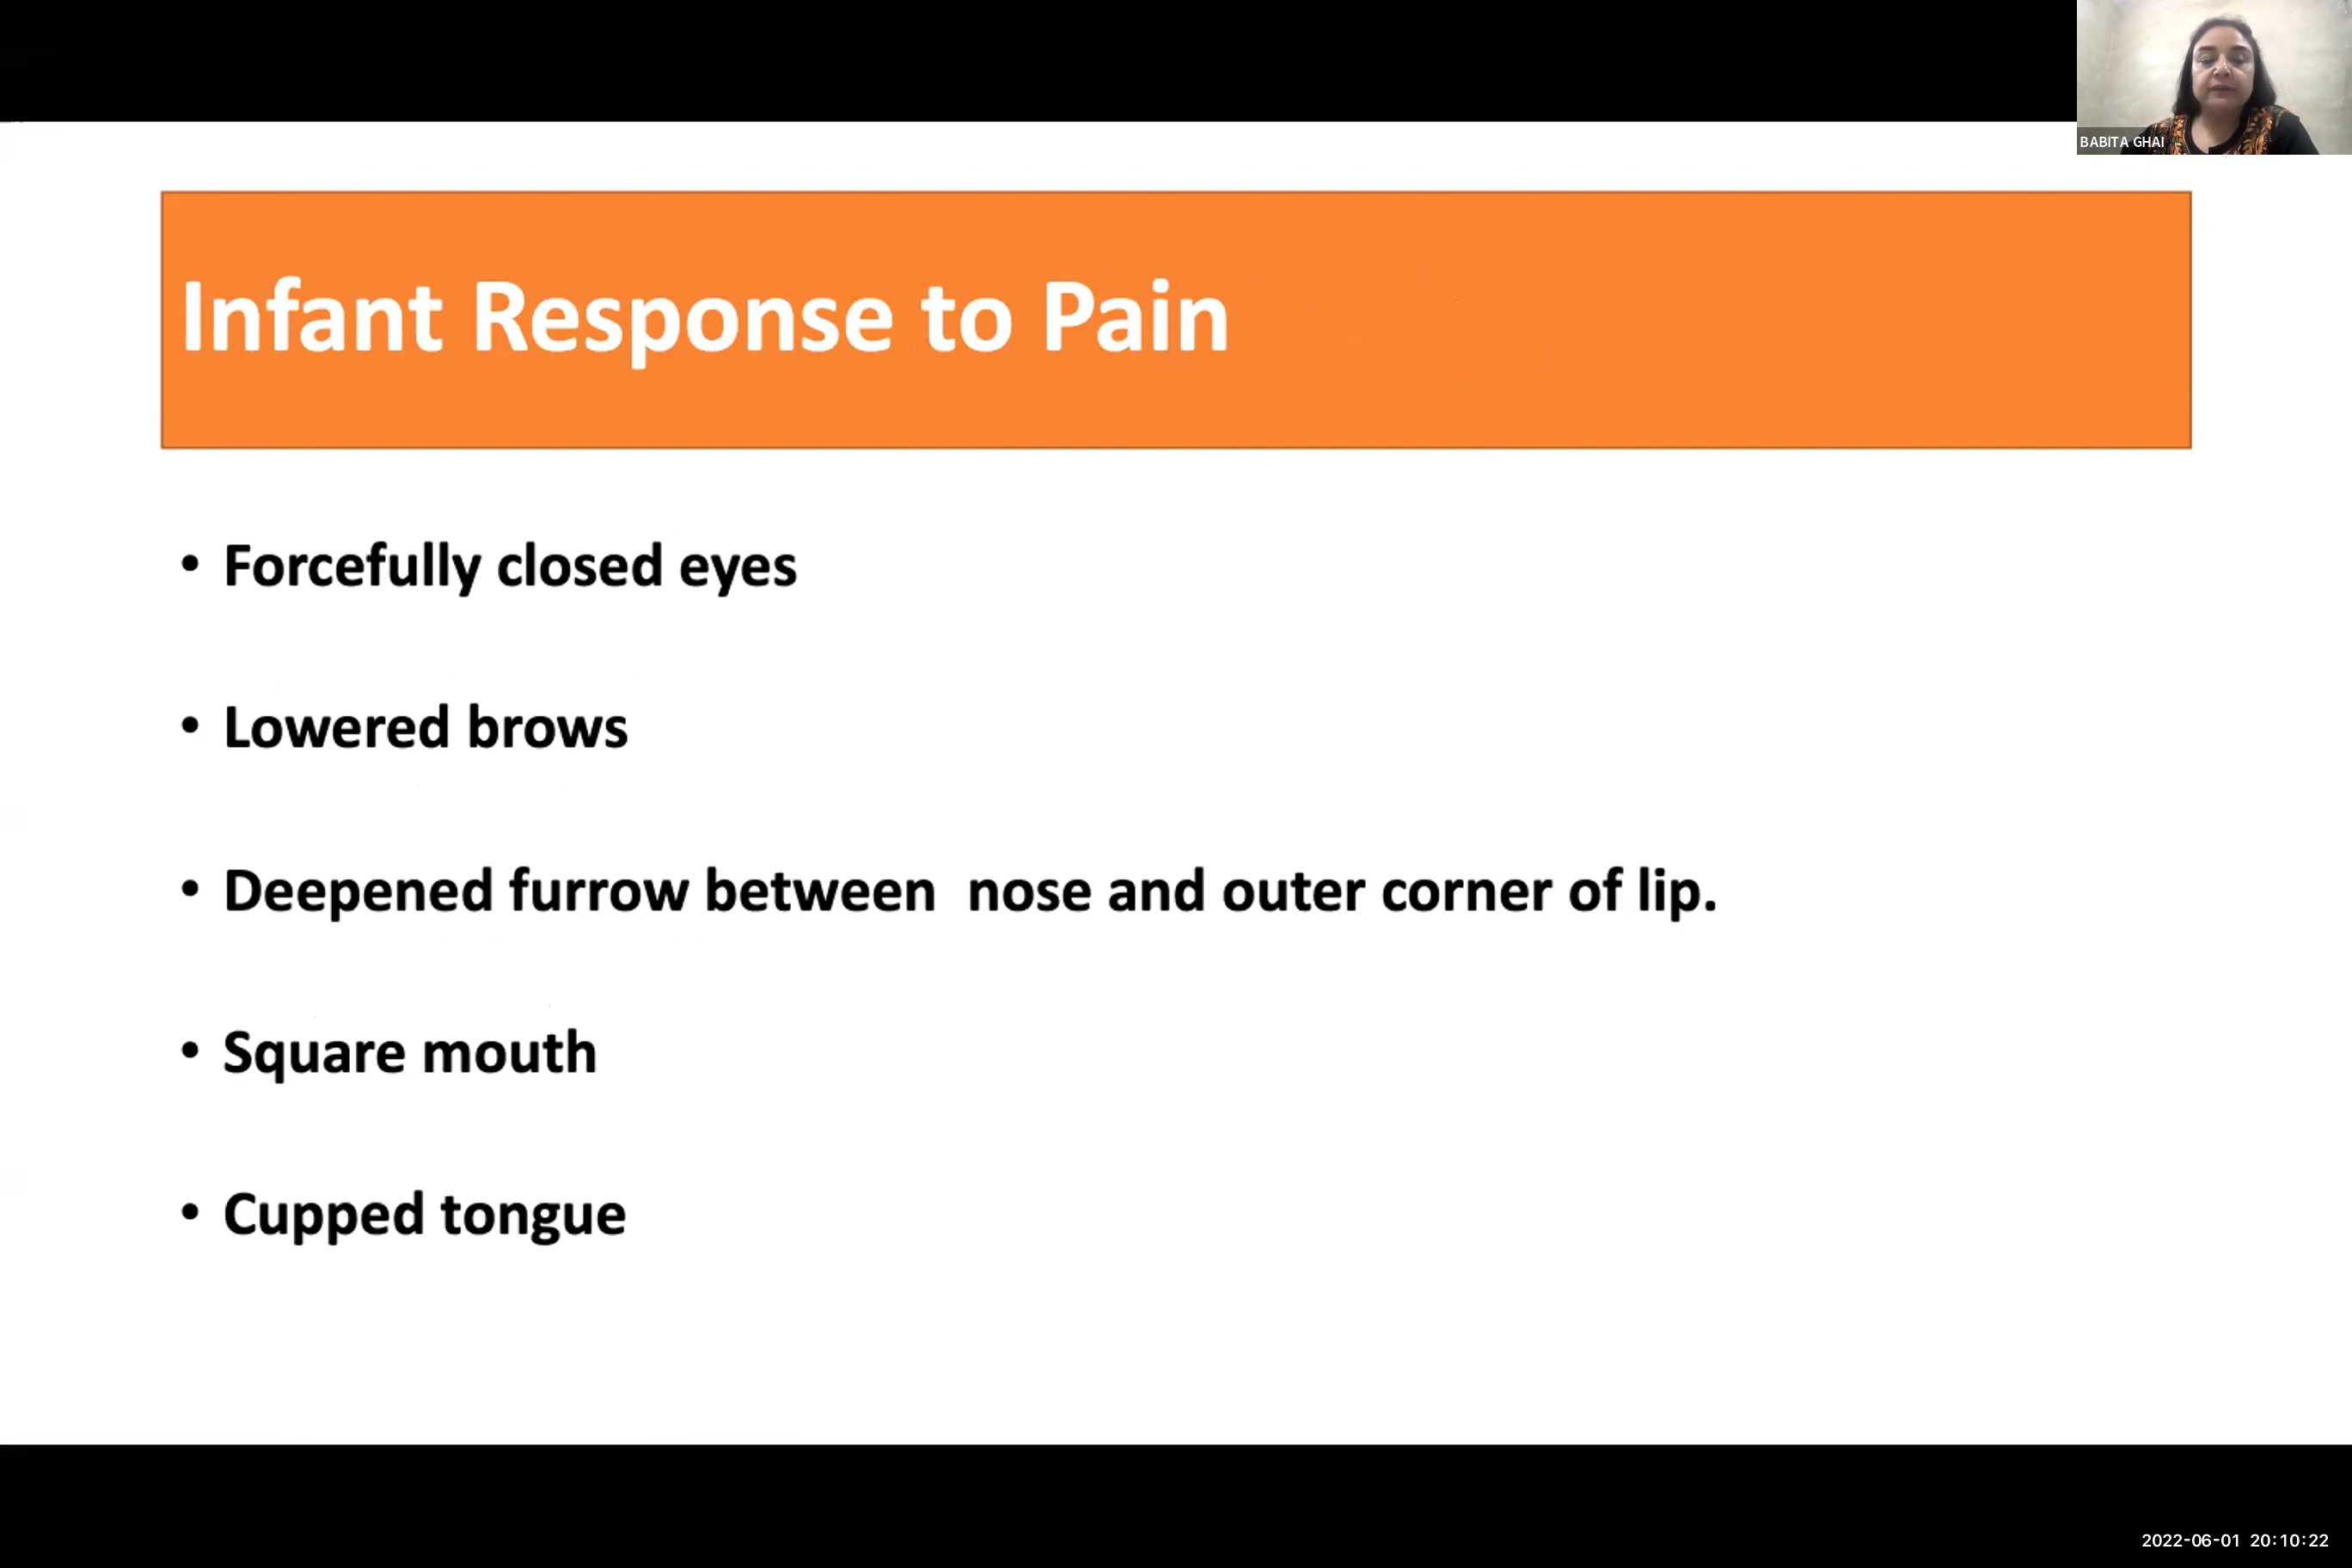 BABITA GHAI
Infant Response to Pain
• Forcefully closed eyes
• Lowered brows
• Deepened furrow between  nose and outer corner of lip.
• Square mouth
• Cupped tongue
2022-06-01 20:10:22